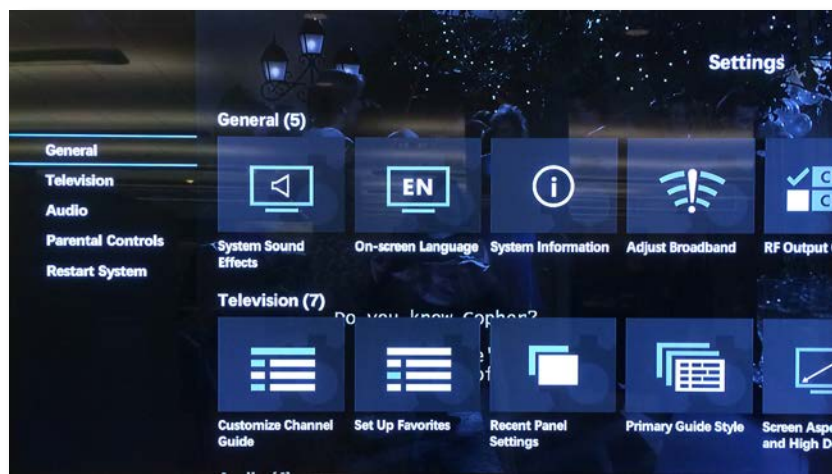 Settings
General (5)
General
Television
Audio
Parental Controls
Restart System
System Sound
Effects
EN
On-screen Language
i
System Information
Adjust Broadband
C
C
RF Output
Television (7)
Do you know Gopher?
Customize Channel
Guide
Set Up Favorites
Recent Panel
Settings
Primary Guide Style
Screen Aspe
and High D